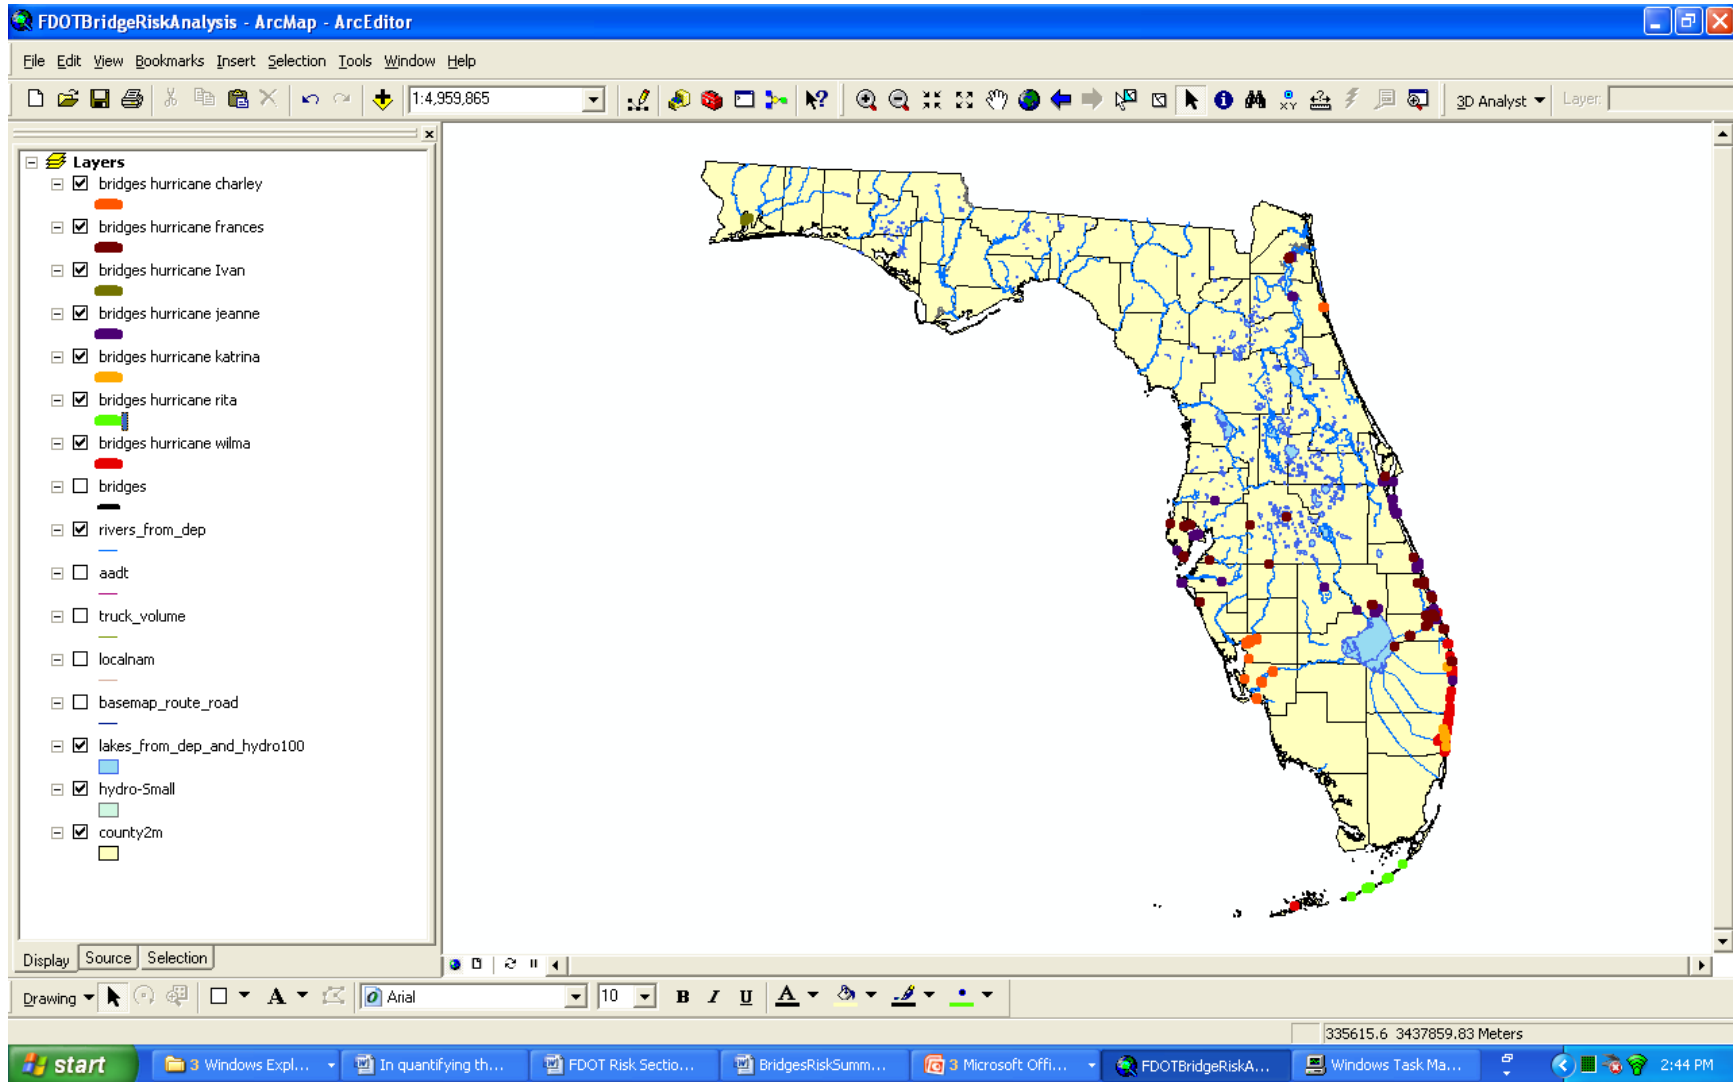 FDOTBridgeRiskAnalysis - ArcMap - ArcEditor
File Edit View Bookmarks Insert Selection Tools Window Help
1:4,959,865
3D Analyst
Layer:
Layers
bridges hurricane charley
bridges hurricane frances
bridges hurricane Ivan
bridges hurricane jeanne
bridges hurricane katrina
bridges hurricane rita
bridges hurricane wilma
bridges
rivers_from_dep
aadt
truck_volume
localnam
basemap_route_road
lakes_from_dep_and_hydro100
hydro-Small
county2m
Display Source Selection
Drawing A Arial 10 B I U A
335615.6 3437859.83 Meters
start 3 Windows Expl... In quantifying th... FDOT Risk Sectio... BridgesRiskSumm... 3 Microsoft Offi... FDOTBridgeRiskA... Windows Task Ma... 2:44 PM